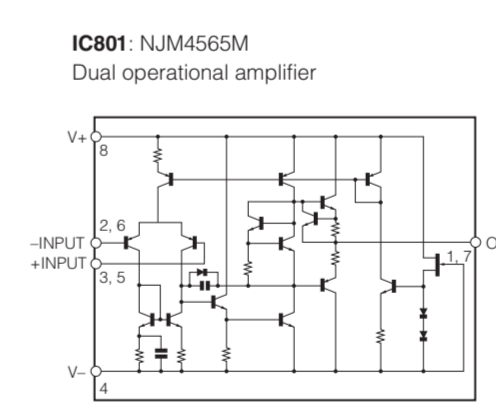 IC801: NJM4565M
Dual operational amplifier
V+
8
2, 6
–INPUT
+INPUT
3, 5
1, 7
O
V–
4